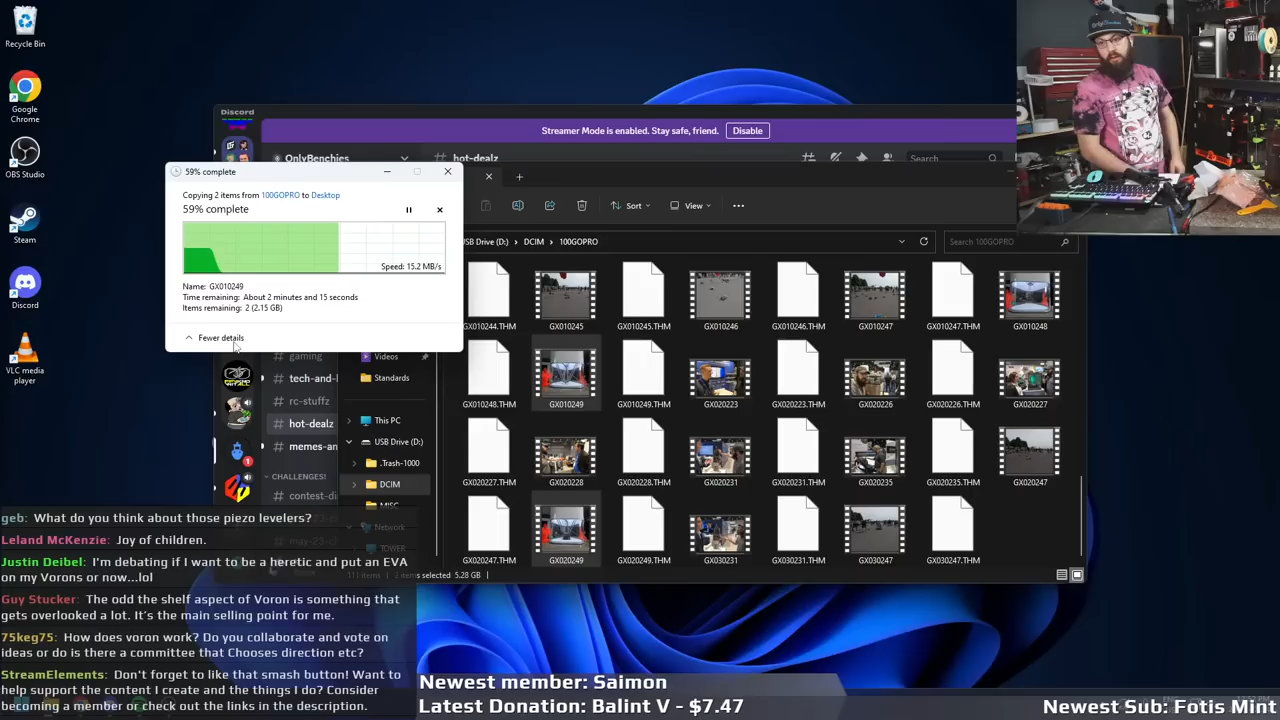 Recycle Bin
Google
Chrome
OBS Studio
Steam
Discord
VLC media
player
Discord
Streamer Mode is enabled. Stay safe, friend.
Disable
OnlyBenchies
hot-dealz
Search
59% complete
Copying 2 items from 100GOPRO to Desktop
59% complete
Speed: 15.2 MB/s
Name: GX010249
Time remaining: About 2 minutes and 15 seconds
Items remaining: 2 (2.15 GB)
Fewer details
Sort
View
USB Drive (D:)
DCIM
100GOPRO
Search 100GOPRO
GX010244.THM
GX010245
GX010246
GX010246.THM
GX010247
GX010247.THM
GX010248
GX010248.THM
GX010249
GX010249.THM
GX020223
GX020223.THM
GX020226
GX020226.THM
GX020227
GX020227.THM
GX020228
GX020228.THM
GX020231
GX020231.THM
GX020235
GX020235.THM
GX020247
GX020247.THM
GX020249
GX020249.THM
GX030231
GX030231.THM
GX030247
GX030247.THM
111 items
2 items selected 5.28 GB
gaming
tech-and-
rc-stuffz
hot-dealz
memes-an
CHALLENGES!
contest-di
Videos
Standards
This PC
USB Drive (D:)
.Trash-1000
DCIM
MISC
Network
TOWER
1
geb: What do you think about those piezo levelers?
Leland McKenzie: Joy of children.
Justin Deibel: I'm debating if I want to be a heretic and put an EVA
on my Vorons or now...lol
Guy Stucker: The odd the shelf aspect of Voron is something that
gets overlooked a lot. It's the main selling point for me.
75keg75: How does voron work? Do you collaborate and vote on
ideas or do is there a committee that Chooses direction etc?
StreamElements: Don't forget to like that smash button! Want to
help support the content I create and the things I do? Consider
becoming a member or check out the links in the description.
Newest member: Saimon
Latest Donation: Balint V - $7.47
Newest Sub: Fotis Mint